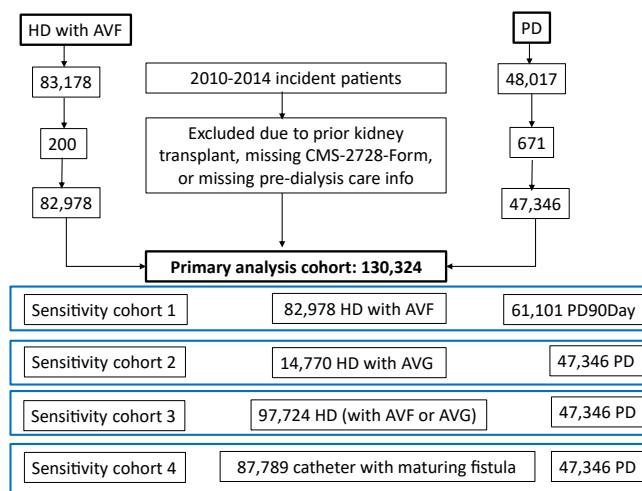 HD with AVF
PD
83,178
2010-2014 incident patients
48,017
200
Excluded due to prior kidney
transplant, missing CMS-2728-Form,
or missing pre-dialysis care info
671
82,978
47,346
Primary analysis cohort: 130,324
Sensitivity cohort 1
82,978 HD with AVF
61,101 PD90Day
Sensitivity cohort 2
14,770 HD with AVG
47,346 PD
Sensitivity cohort 3
97,724 HD (with AVF or AVG)
47,346 PD
Sensitivity cohort 4
87,789 catheter with maturing fistula
47,346 PD